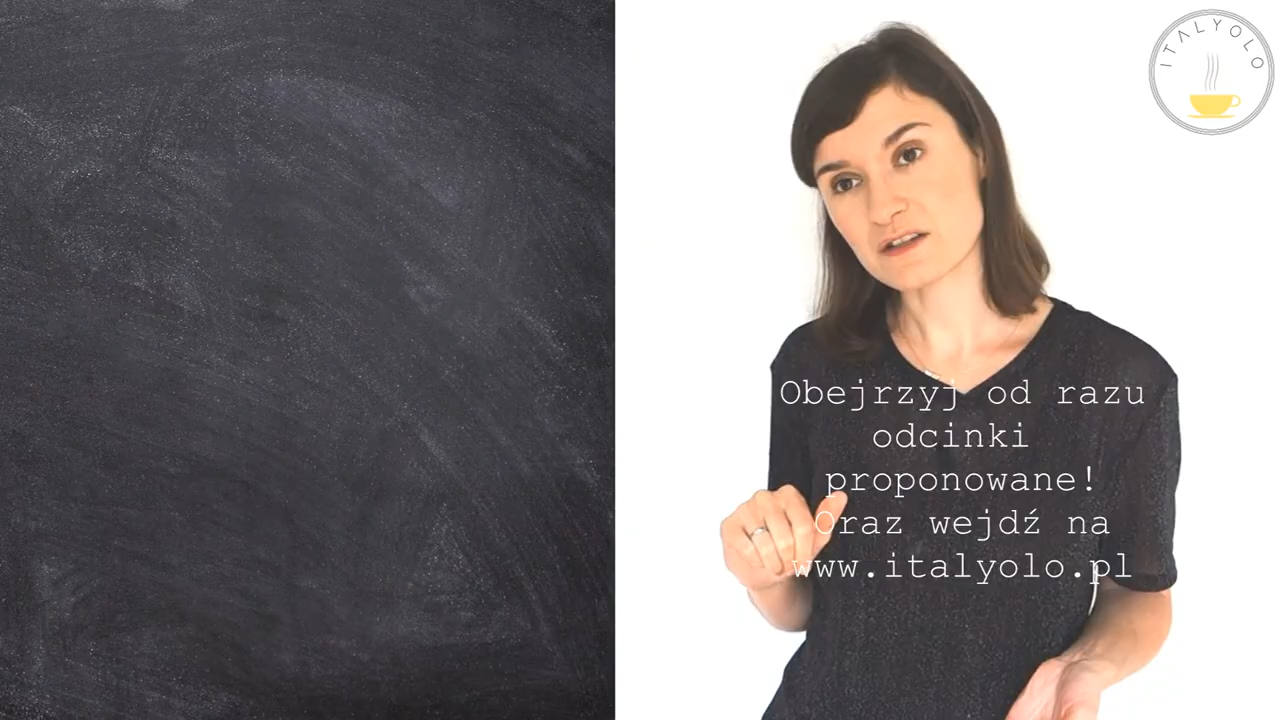 ITALYOLO
Obejrzyj od razu
odcinki
proponowane!
Oraz wejdź na
www.italyolo.pl